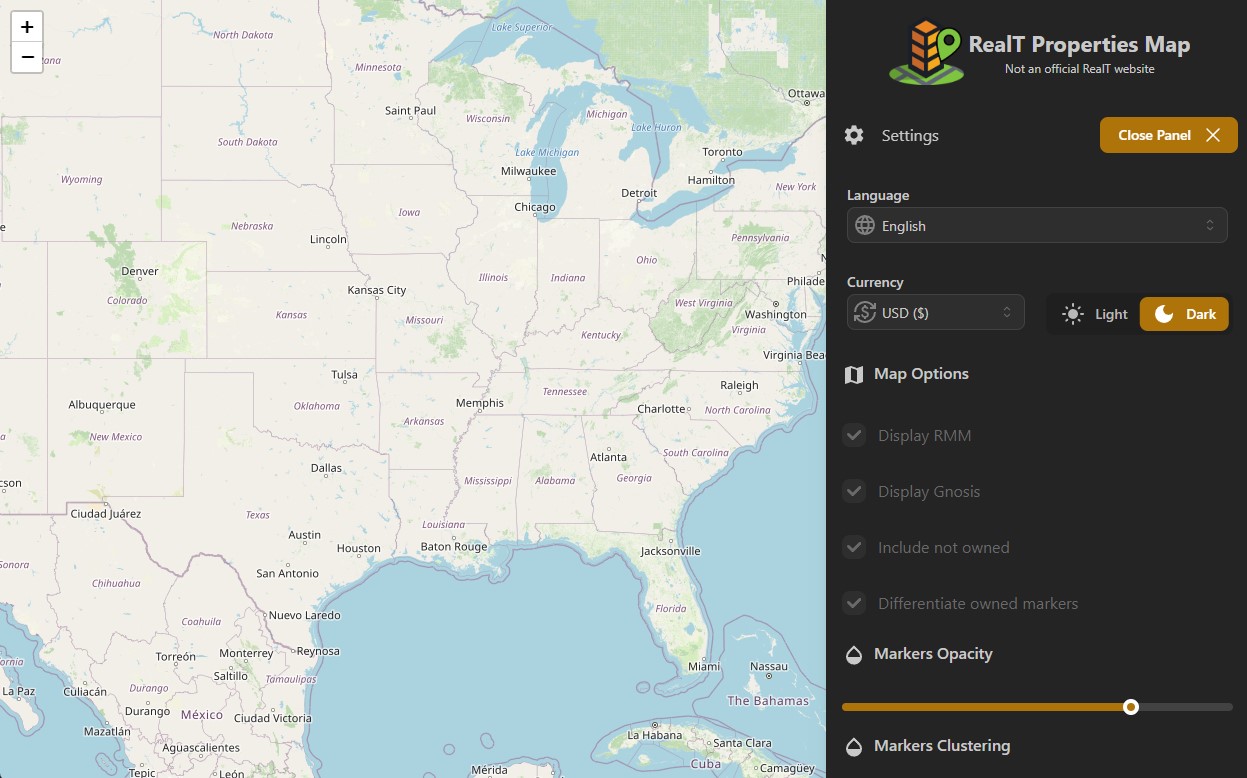 +
−
RealT Properties Map
Not an official RealT website
Settings
Close Panel
Language
English
Currency
USD ($)
Light
Dark
Map Options
Display RMM
Display Gnosis
Include not owned
Differentiate owned markers
Markers Opacity
Markers Clustering
Lake Superior
North Dakota
Minnesota
Ottawa
Saint Paul
Wisconsin
Michigan
Lake Huron
South Dakota
Lake Michigan
Toronto
Milwaukee
Hamilton
Wyoming
Detroit
New York
Chicago
Iowa
Nebraska
Lincoln
Pennsylvania
Ohio
Denver
Illinois
Indiana
Philade
Kansas City
Colorado
West Virginia
Washington
Kansas
Missouri
Virginia
Kentucky
Virginia Bea
Tulsa
Raleigh
Tennessee
Albuquerque
Memphis
Oklahoma
Charlotte
North Carolina
Arkansas
New Mexico
South Carolina
Atlanta
Dallas
Georgia
Mississippi
Alabama
cson
Ciudad Juárez
Texas
Louisiana
Austin
Houston
Baton Rouge
Jacksonville
Sonora
San Antonio
Chihuahua
Florida
Nuevo Laredo
Coahuila
Torreón
Monterrey
Reynosa
ornia
Miami
Nassau
Saltillo
Tamaulipas
La Paz
Culiacán
Durango
The Bahamas
Durango
México
Ciudad Victoria
Mazatlán
La Habana
Santa Clara
Aguascalientes
Cuba
Camagüey
Tepic
León
Mérida